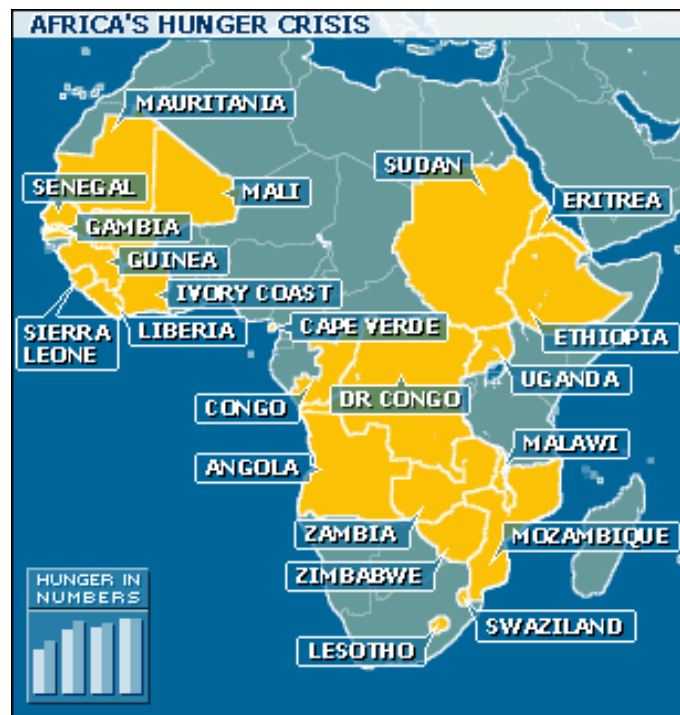 AFRICA'S HUNGER CRISIS
MAURITANIA
SUDAN
SENEGAL
MALI
ERITREA
GAMBIA
GUINEA
IVORY COAST
SIERRA
LEONE
LIBERIA
CAPE VERDE
ETHIOPIA
UGANDA
CONGO
DR CONGO
MALAWI
ANGOLA
ZAMBIA
MOZAMBIQUE
ZIMBABWE
HUNGER IN
NUMBERS
SWAZILAND
LESOTHO